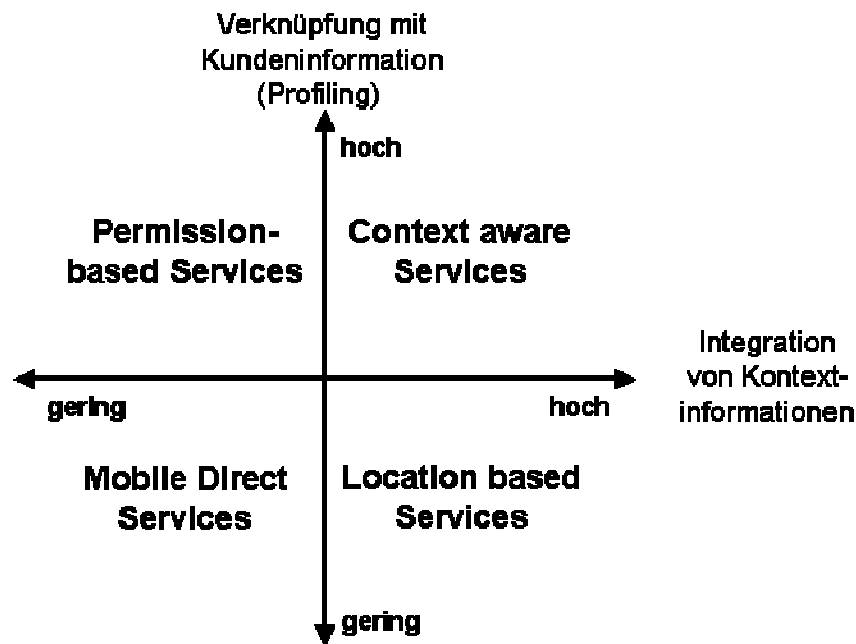 Verknüpfung mit
Kundeninformation
(Profiling)
hoch
Permission-
based Services
Context aware
Services
Integration
von Kontext-
informationen
gering
hoch
Mobile Direct
Services
Location based
Services
gering